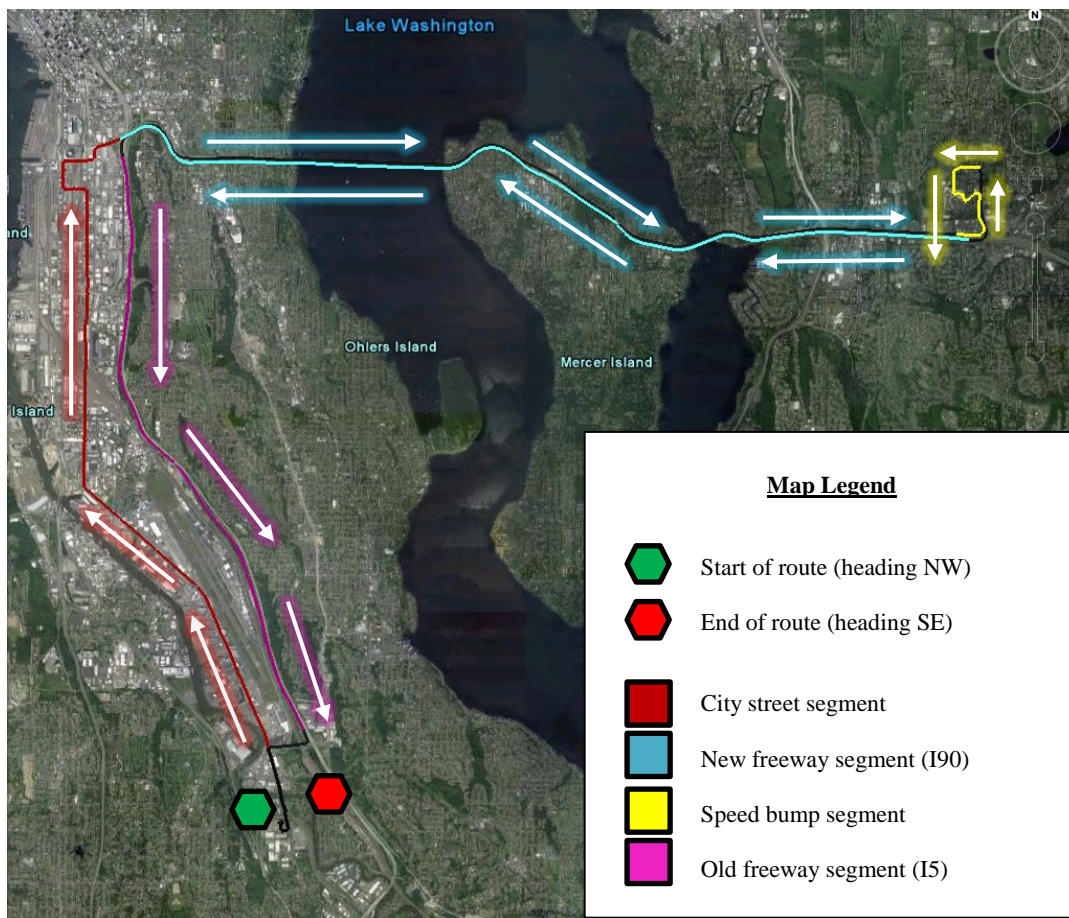 N
Lake Washington
and
Ohlers Island
Mercer Island
Island
Map Legend
Start of route (heading NW)
End of route (heading SE)
City street segment
New freeway segment (I90)
Speed bump segment
Old freeway segment (I5)